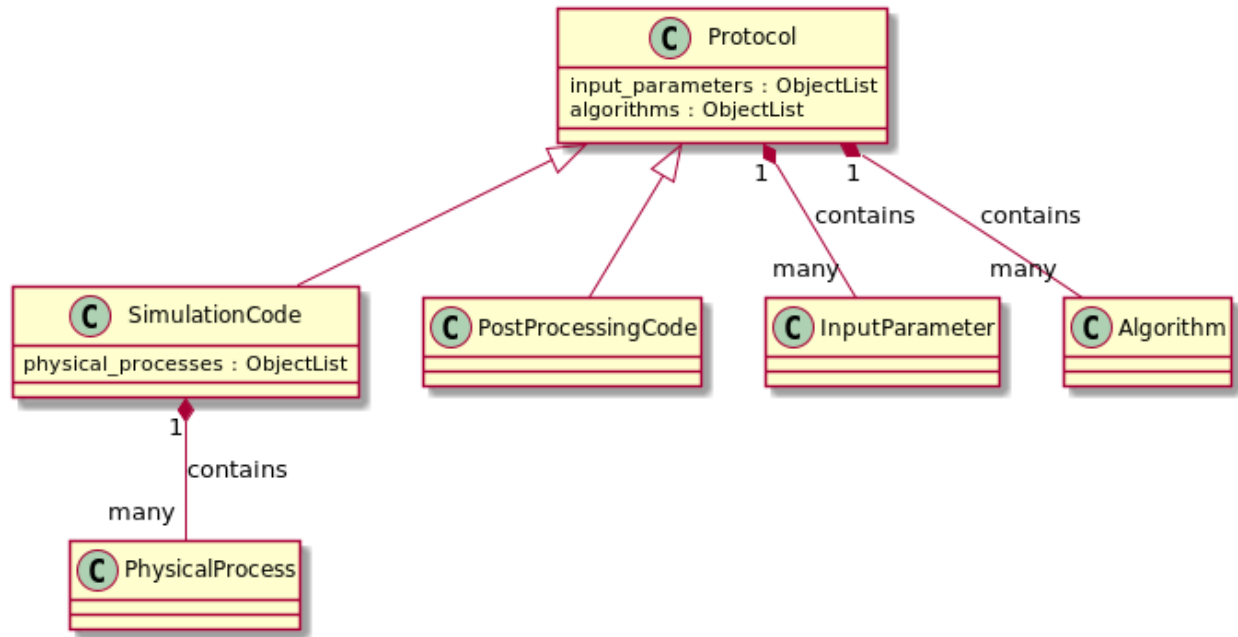 C Protocol
input_parameters : ObjectList
algorithms : ObjectList
1
1
contains
contains
many
many
C SimulationCode
physical_processes : ObjectList
C PostProcessingCode
C InputParameter
C Algorithm
1
contains
many
C PhysicalProcess